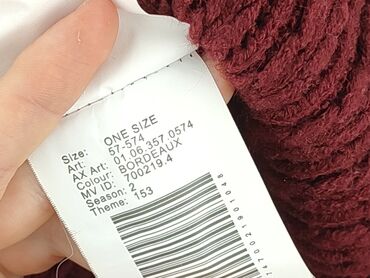 Size: ONE SIZE
Art: 57-574
AX Art: 01.06.357.0574
Colour: BORDEAUX
MV ID: 700219.4
Season: 2
Theme: 153